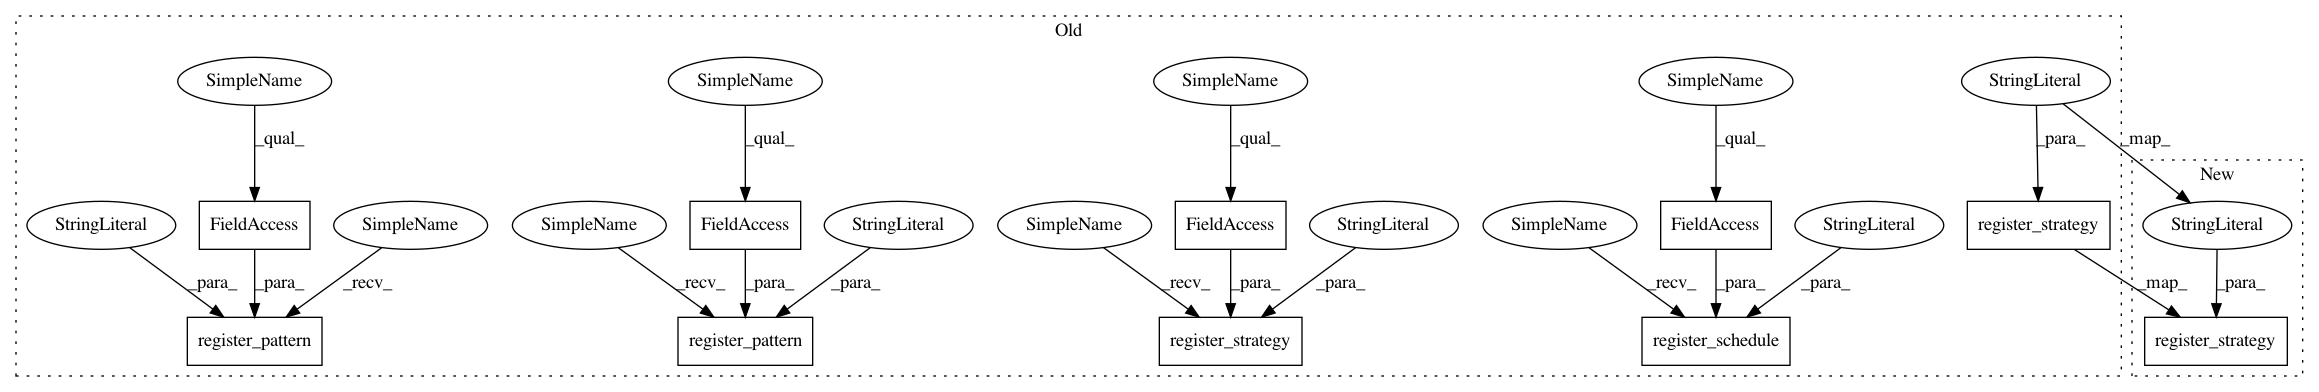 Old
SimpleName
SimpleName
SimpleName
SimpleName
StringLiteral
_qual_
_qual_
_qual_
_qual_
_para_
_map_
New
StringLiteral
FieldAccess
SimpleName
SimpleName
FieldAccess
StringLiteral
SimpleName
FieldAccess
StringLiteral
SimpleName
FieldAccess
StringLiteral
register_strategy
StringLiteral
_para_
_para_
_recv_
_recv_
_para_
_para_
_recv_
_para_
_para_
_recv_
_para_
_para_
_map_
_para_
register_pattern
register_pattern
register_strategy
register_schedule
register_strategy